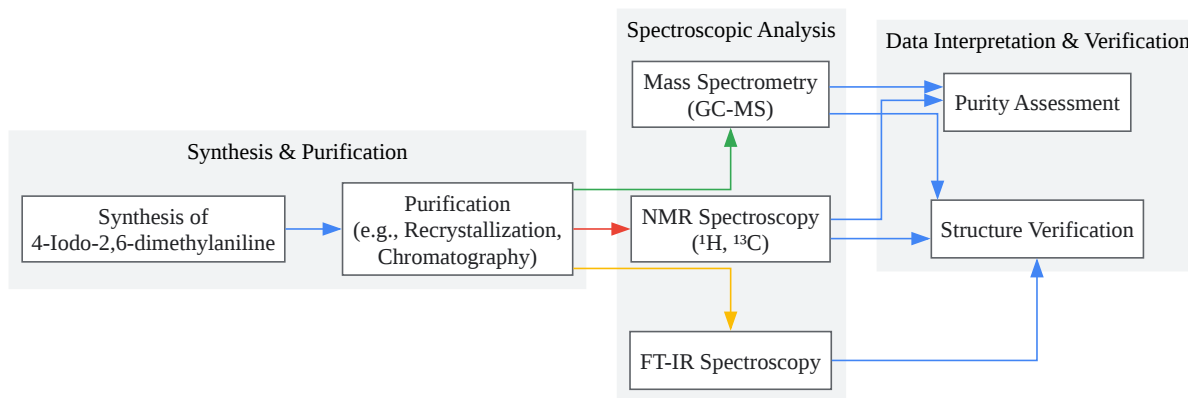 Synthesis & Purification
Synthesis of
4-Iodo-2,6-dimethylaniline
Purification
(e.g., Recrystallization,
Chromatography)
Spectroscopic Analysis
Mass Spectrometry
(GC-MS)
NMR Spectroscopy
(¹H, ¹³C)
FT-IR Spectroscopy
Data Interpretation & Verification
Purity Assessment
Structure Verification